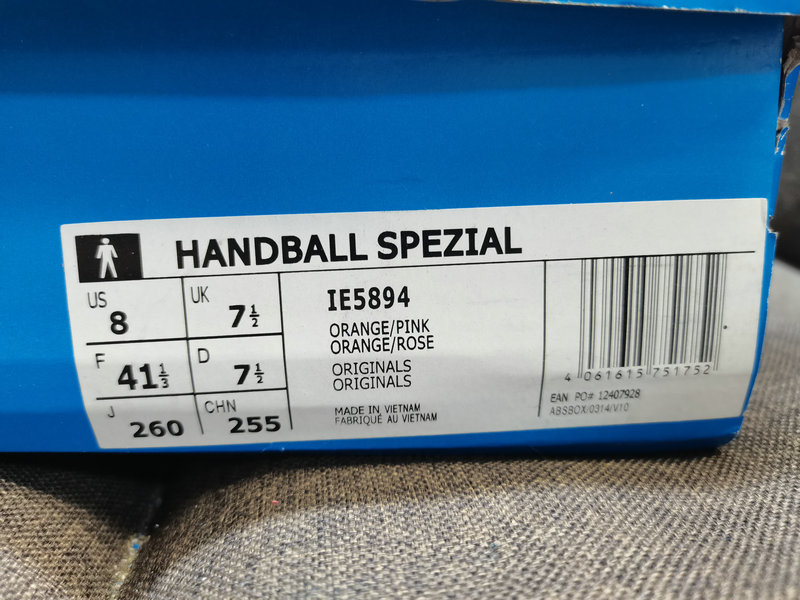 HANDBALL SPEZIAL
US 8
UK 7½
F 41⅓
D 7½
J 260
CHN 255
IE5894
ORANGE/PINK
ORANGE/ROSE
ORIGINALS
ORIGINALS
MADE IN VIETNAM
FABRIQUÉ AU VIETNAM
4 061615 751752
EAN PO# 12407928
ABSBOX/0314/V10